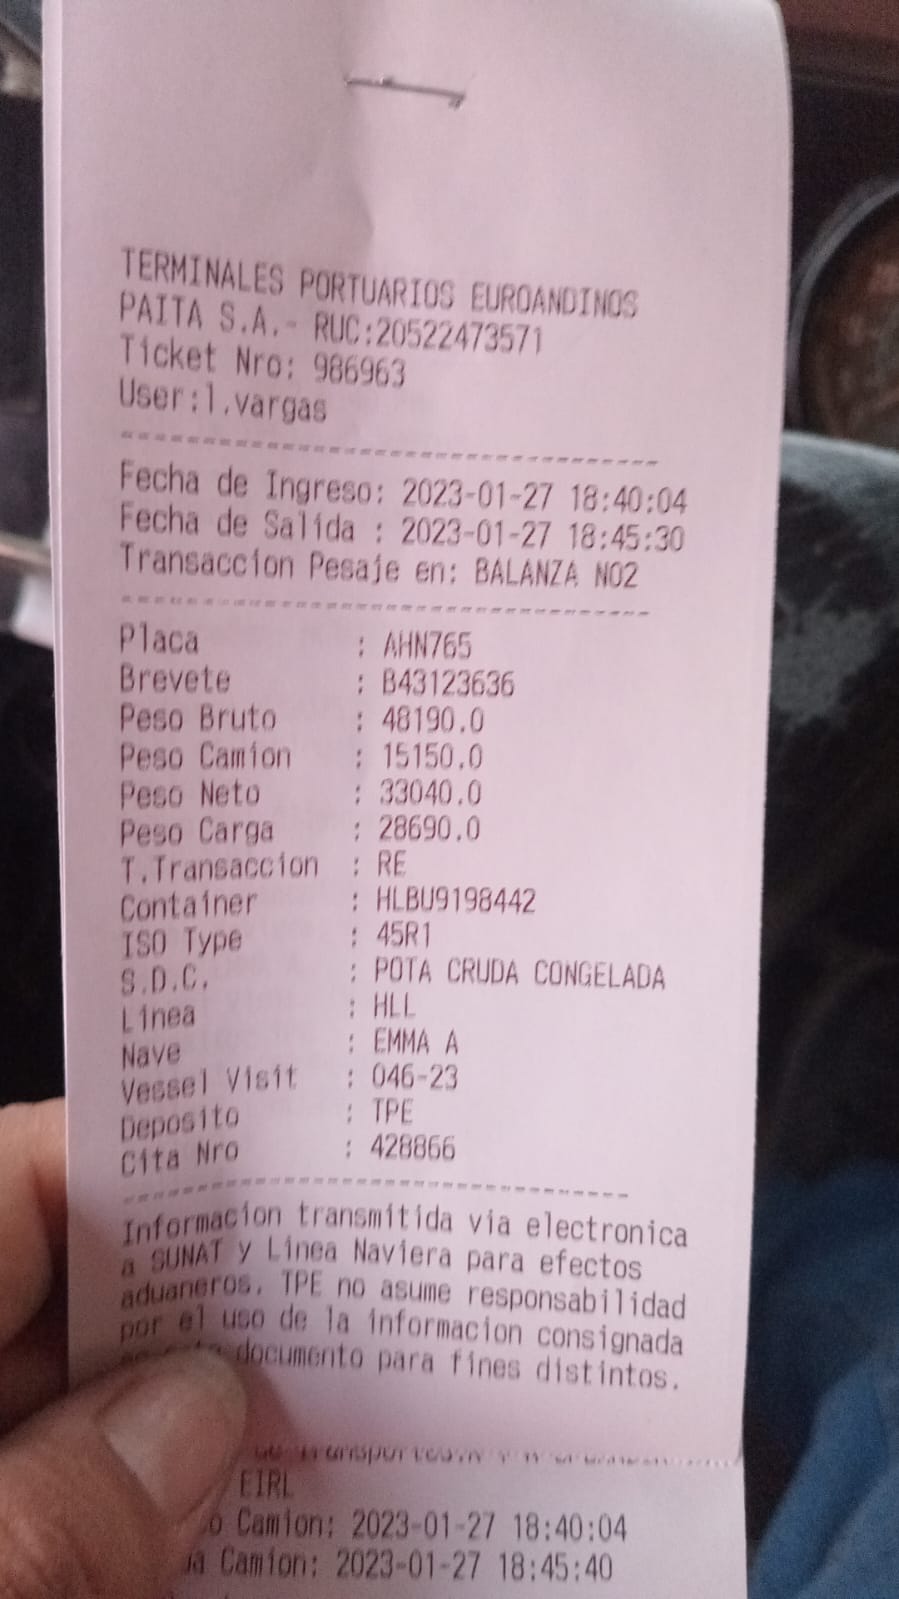 TERMINALES PORTUARIOS EUROANDINOS
PAITA S.A.- RUC:20522473571
Ticket Nro: 986963
User:l.vargas
Fecha de Ingreso: 2023-01-27 18:40:04
Fecha de Salida : 2023-01-27 18:45:30
Transaccion Pesaje en: BALANZA NO2
Placa : AHN765
Brevete : B43123636
Peso Bruto : 48190.0
Peso Camion : 15150.0
Peso Neto : 33040.0
Peso Carga : 28690.0
T.Transaccion : RE
Container : HLBU9198442
ISO Type : 45R1
S.D.C. : POTA CRUDA CONGELADA
Linea : HLL
Nave : EMMA A
Vessel Visit : 046-23
Deposito : TPE
Cita Nro : 428866
Informacion transmitida via electronica
a SUNAT y Linea Naviera para efectos
aduaneros. TPE no asume responsabilidad
por el uso de la informacion consignada
documento para fines distintos.
EIRL
Camion: 2023-01-27 18:40:04
Camion: 2023-01-27 18:45:40